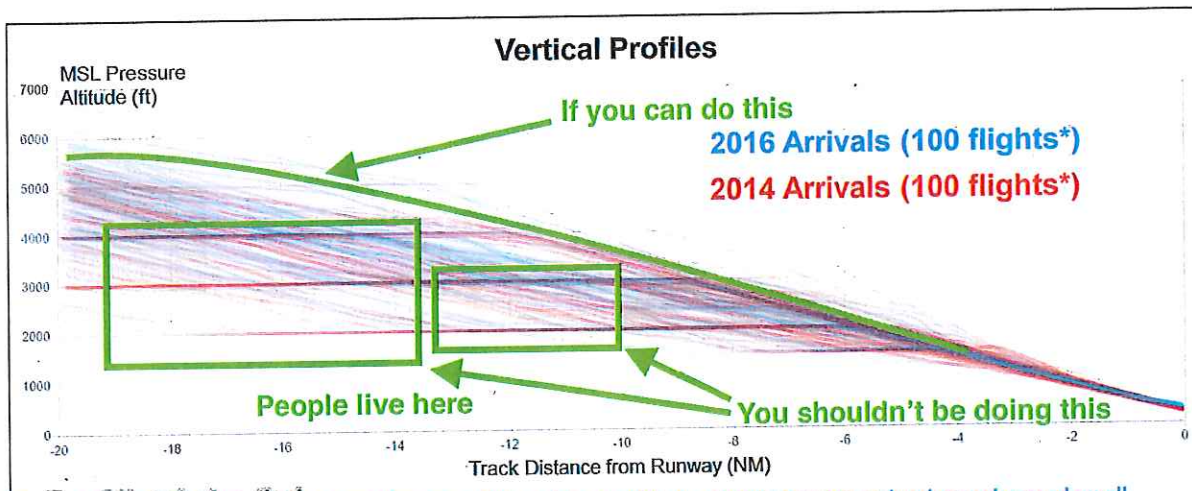 Vertical Profiles
MSL Pressure
Altitude (ft)
7000
If you can do this
6000
2016 Arrivals (100 flights*)
5000
2014 Arrivals (100 flights*)
4000
3000
2000
1000
People live here
You shouldn't be doing this
0
-20 -18 -16 -14 -12 -10 -8 -6 -4 -2 0
Track Distance from Runway (NM)